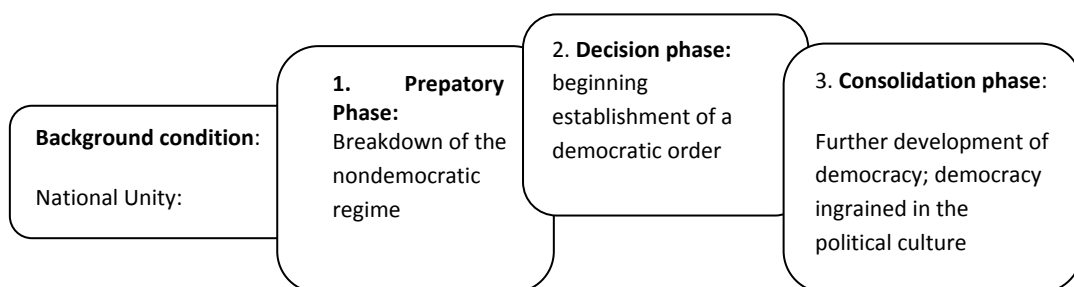 Background condition:
National Unity:
1. Prepatory
Phase:
Breakdown of the
nondemocratic
regime
2. Decision phase:
beginning
establishment of a
democratic order
3. Consolidation phase:
Further development of
democracy; democracy
ingrained in the
political culture